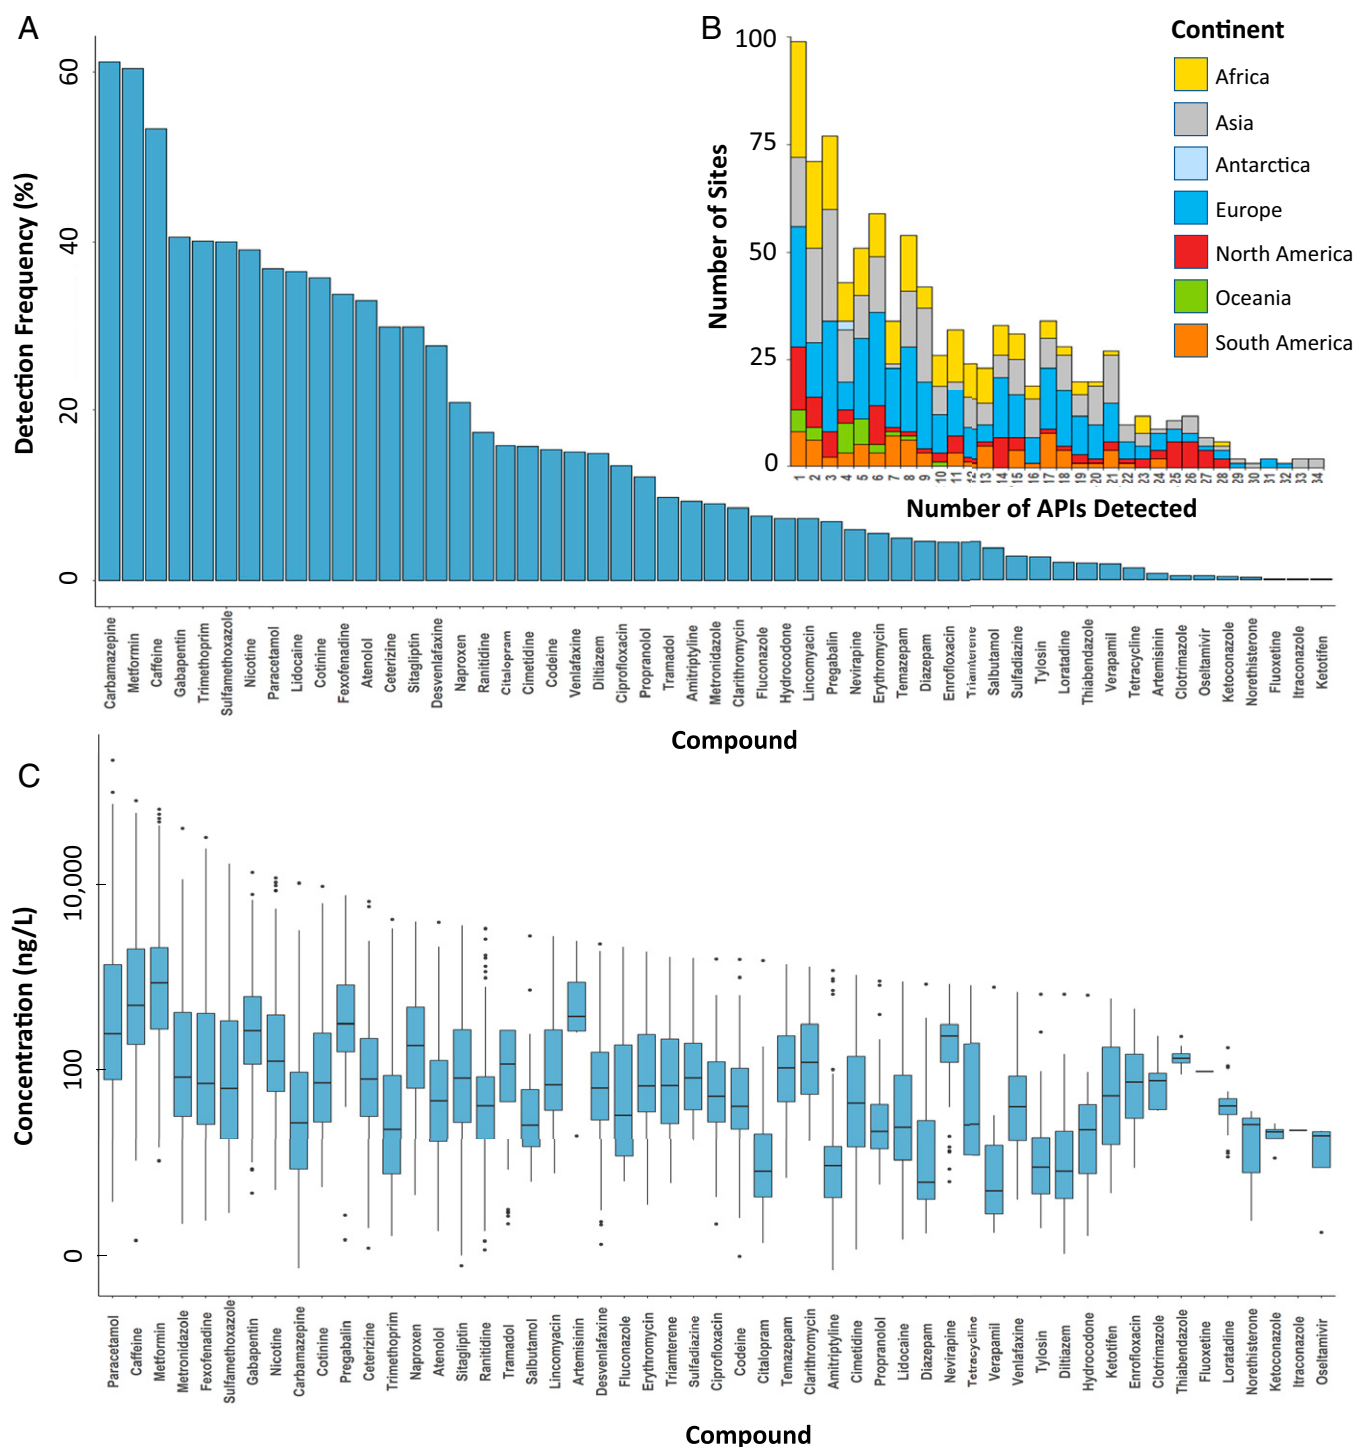 A
Detection Frequency (%)
60
40
20
0
Carbamazepine
Metformin
Caffeine
Gabapentin
Trimethoprim
Sulfamethoxazole
Nicotine
Paracetamol
Lidocaine
Cotinine
Fexofenadine
Atenolol
Ceterizine
Sitagliptin
Desvenlafaxine
Naproxen
Ranitidine
Citalopram
Cimetidine
Codeine
Venlafaxine
Diltiazem
Ciprofloxacin
Propranolol
Tramadol
Amitriptyline
Metronidazole
Clarithromycin
Fluconazole
Hydrocodone
Lincomyacin
Pregabalin
Nevirapine
Erythromycin
Temazepam
Diazepam
Enrofloxacin
Triamterene
Salbutamol
Sulfadiazine
Tylosin
Loratadine
Thiabendazole
Verapamil
Tetracycline
Artemisinin
Clotrimazole
Oseltamivir
Ketoconazole
Norethisterone
Fluoxetine
Itraconazole
Ketotifen
Compound
B
Number of Sites
100
75
50
25
0
1
2
3
4
5
6
7
8
9
10
11
12
13
14
15
16
17
18
19
20
21
22
23
24
25
26
27
28
29
30
31
32
33
34
Number of APIs Detected
Continent
Africa
Asia
Antarctica
Europe
North America
Oceania
South America
C
Concentration (ng/L)
10,000
100
0
Paracetamol
Caffeine
Metformin
Metronidazole
Fexofenadine
Sulfamethoxazole
Gabapentin
Nicotine
Carbamazepine
Cotinine
Pregabalin
Ceterizine
Trimethoprim
Naproxen
Atenolol
Sitagliptin
Ranitidine
Tramadol
Salbutamol
Lincomyacin
Artemisinin
Desvenlafaxine
Fluconazole
Erythromycin
Triamterene
Sulfadiazine
Ciprofloxacin
Codeine
Citalopram
Temazepam
Clarithromycin
Amitriptyline
Cimetidine
Propranolol
Lidocaine
Diazepam
Nevirapine
Tetracycline
Verapamil
Venlafaxine
Tylosin
Diltiazem
Hydrocodone
Ketotifen
Enrofloxacin
Clotrimazole
Thiabendazole
Fluoxetine
Loratadine
Norethisterone
Ketoconazole
Itraconazole
Oseltamivir
Compound